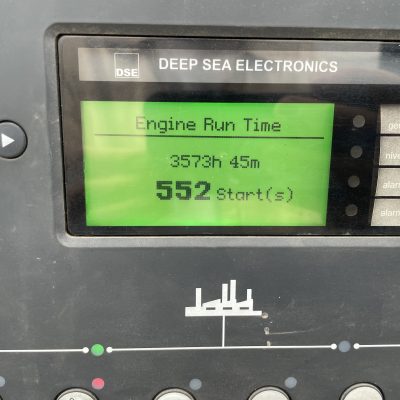 DSE
DEEP SEA ELECTRONICS
Engine Run Time
3573h 45m
552 Start(s)